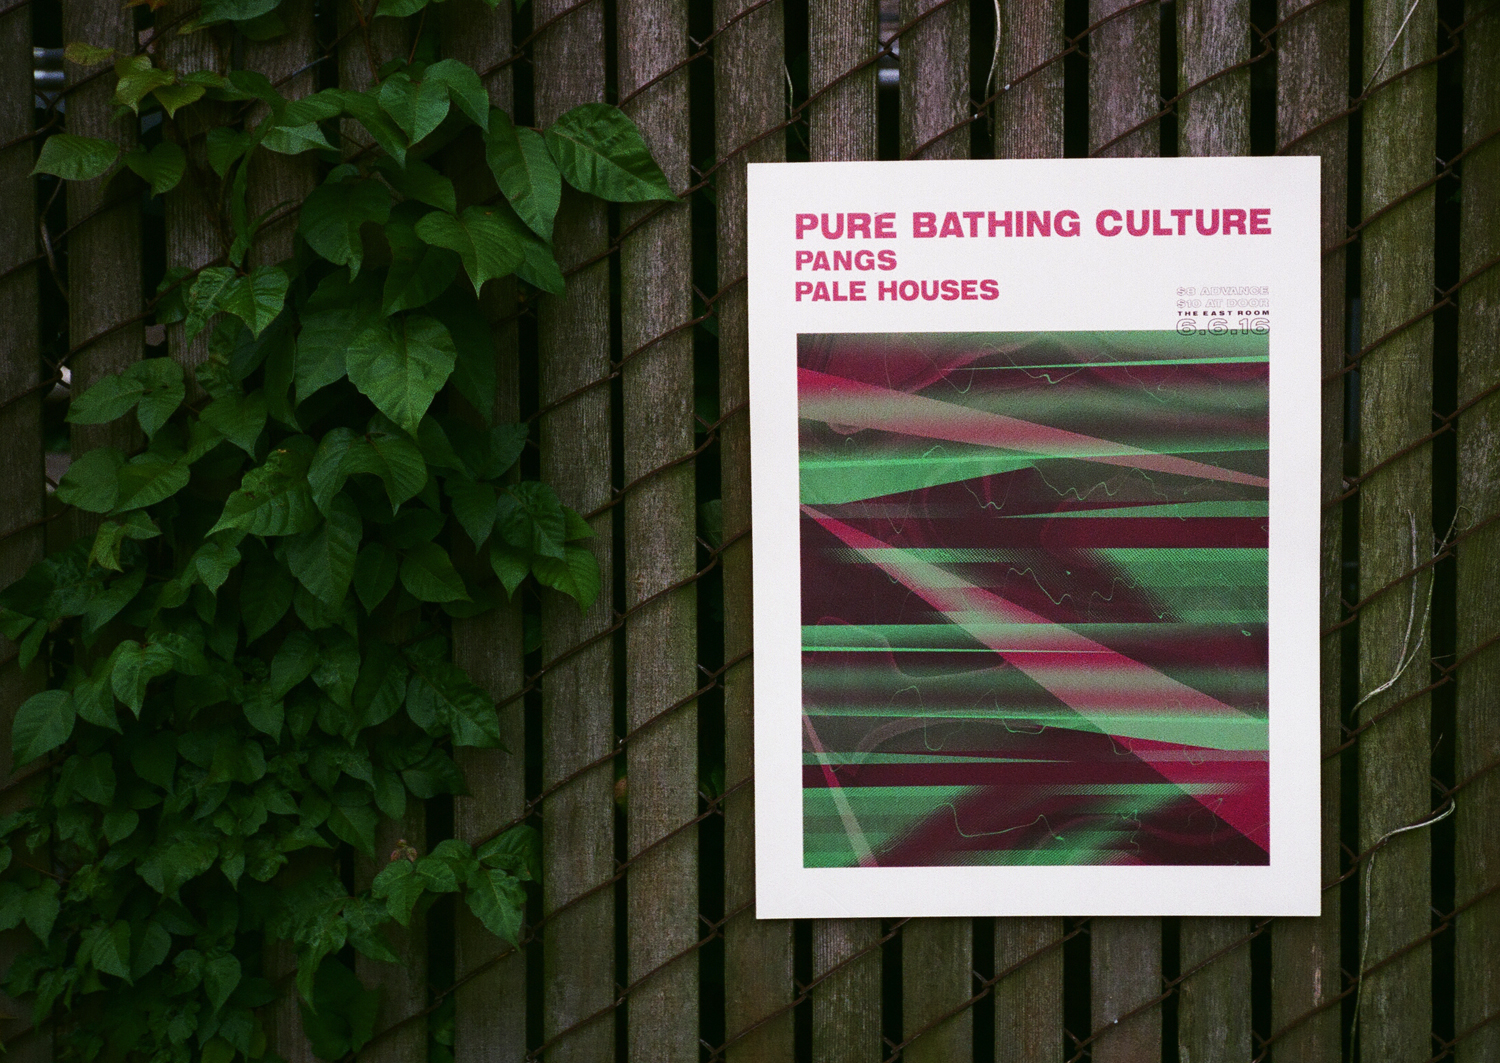 PURE BATHING CULTURE
PANGS
PALE HOUSES
$8 ADVANCE
$10 AT DOOR
THE EAST ROOM
6.6.16